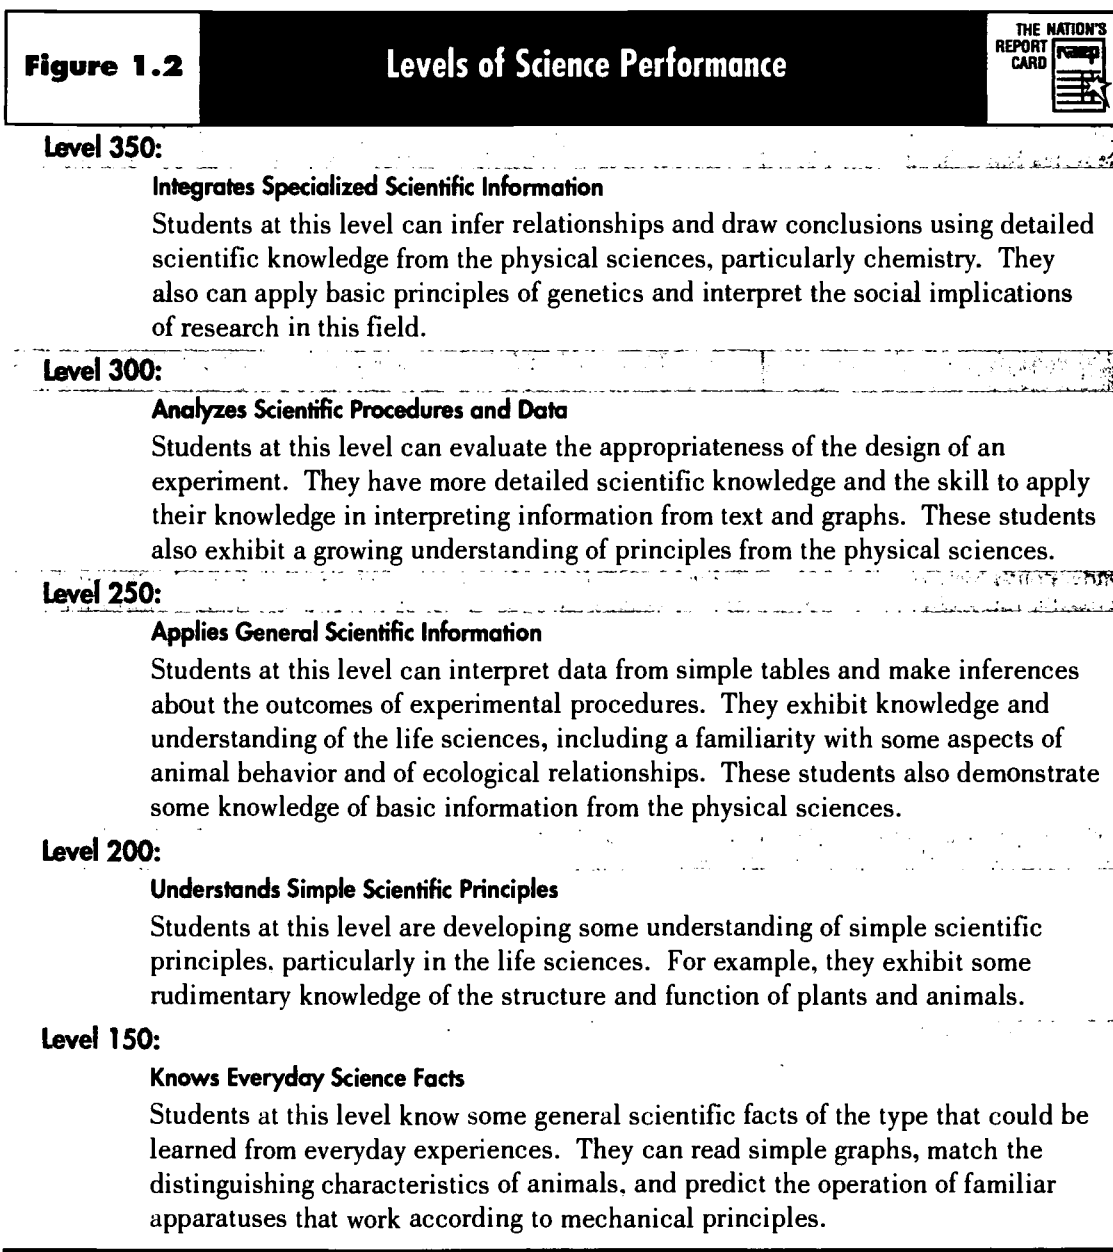 Figure 1.2
Levels of Science Performance
THE NATION'S
REPORT
CARD
naep
Level 350:
Integrates Specialized Scientific Information
Students at this level can infer relationships and draw conclusions using detailed
scientific knowledge from the physical sciences, particularly chemistry. They
also can apply basic principles of genetics and interpret the social implications
of research in this field.
Level 300:
Analyzes Scientific Procedures and Data
Students at this level can evaluate the appropriateness of the design of an
experiment. They have more detailed scientific knowledge and the skill to apply
their knowledge in interpreting information from text and graphs. These students
also exhibit a growing understanding of principles from the physical sciences.
Level 250:
Applies General Scientific Information
Students at this level can interpret data from simple tables and make inferences
about the outcomes of experimental procedures. They exhibit knowledge and
understanding of the life sciences, including a familiarity with some aspects of
animal behavior and of ecological relationships. These students also demonstrate
some knowledge of basic information from the physical sciences.
Level 200:
Understands Simple Scientific Principles
Students at this level are developing some understanding of simple scientific
principles, particularly in the life sciences. For example, they exhibit some
rudimentary knowledge of the structure and function of plants and animals.
Level 150:
Knows Everyday Science Facts
Students at this level know some general scientific facts of the type that could be
learned from everyday experiences. They can read simple graphs, match the
distinguishing characteristics of animals, and predict the operation of familiar
apparatuses that work according to mechanical principles.